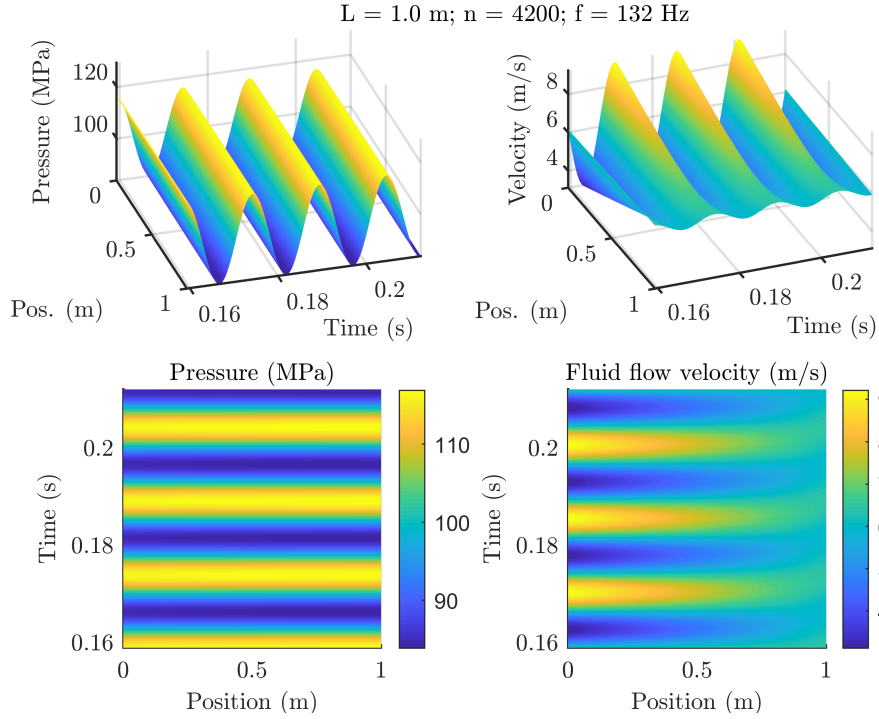 L = 1.0 m; n = 4200; f = 132 Hz
Pressure (MPa)
120
100
0
0.5
1
Pos. (m)
0.16
0.18
0.2
Time (s)
Velocity (m/s)
8
6
4
0
0.5
1
Pos. (m)
0.16
0.18
0.2
Time (s)
Pressure (MPa)
Time (s)
0.2
0.18
0.16
0
0.5
1
Position (m)
110
100
90
Fluid flow velocity (m/s)
Time (s)
0.2
0.18
0.16
0
0.5
1
Position (m)